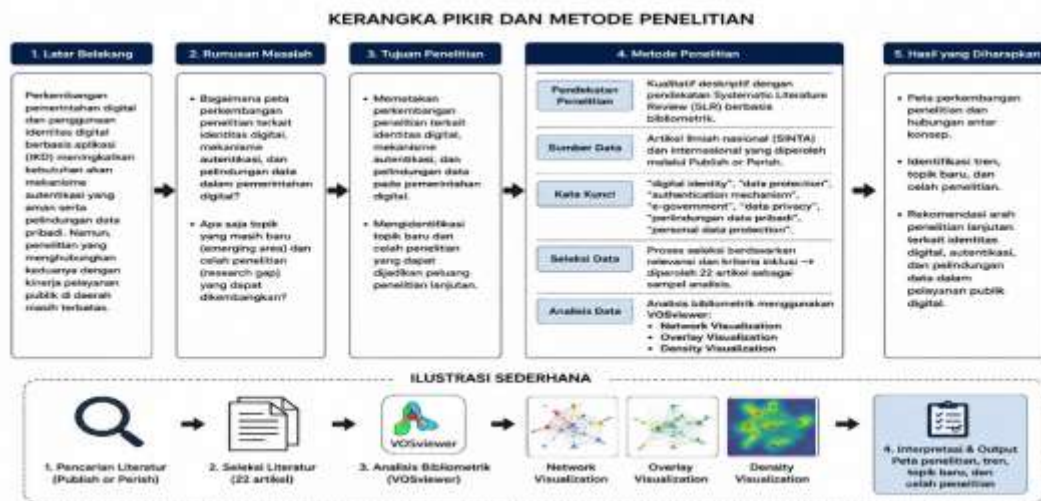 KERANGKA PIKIR DAN METODE PENELITIAN
1. Latar Belakang
Perkembangan
pemerintahan digital
dan penggunaan
identitas digital
berbasis aplikasi
(IKD) meningkatkan
kebutuhan akan
mekanisme
autentikasi yang
aman serta
pelindungan data
pribadi. Namun,
penelitian yang
menghubungkan
keduanya dengan
kinerja pelayanan
publik di daerah
masih terbatas.
2. Rumusan Masalah
• Bagaimana peta
perkembangan
penelitian terkait
identitas digital,
mekanisme
autentikasi, dan
pelindungan data
dalam pemerintahan
digital?
• Apa saja topik
yang masih baru
(emerging area) dan
celah penelitian
(research gap)
yang dapat
dikembangkan?
3. Tujuan Penelitian
• Memetakan
perkembangan
penelitian terkait
identitas digital,
mekanisme
autentikasi, dan
pelindungan data
pada pemerintahan
digital.
• Mengidentifikasi
topik baru dan
celah penelitian
yang dapat
dijadikan peluang
penelitian lanjutan.
4. Metode Penelitian
Pendekatan
Penelitian
Kualitatif deskriptif dengan
pendekatan Systematic Literature
Review (SLR) berbasis
bibliometrik.
Sumber Data
Artikel ilmiah nasional (SINTA)
dan internasional yang diperoleh
melalui Publish or Perish.
Kata Kunci
"digital identity", "data protection",
"authentication mechanism",
"e-government", "data privacy",
"perlindungan data pribadi",
"personal data protection".
Seleksi Data
Proses seleksi berdasarkan
relevansi dan kriteria inklusi →
diperoleh 22 artikel sebagai
sampel analisis.
Analisis Data
Analisis bibliometrik menggunakan
VOSviewer:
• Network Visualization
• Overlay Visualization
• Density Visualization
5. Hasil yang Diharapkan
• Peta perkembangan
penelitian dan
hubungan antar
konsep.
• Identifikasi tren,
topik baru, dan
celah penelitian.
• Rekomendasi arah
penelitian lanjutan
terkait identitas
digital, autentikasi,
dan pelindungan
data dalam
pelayanan publik
digital.
ILUSTRASI SEDERHANA
1. Pencarian Literatur
(Publish or Perish)
2. Seleksi Literatur
(22 artikel)
VOSviewer
3. Analisis Bibliometrik
(VOSviewer)
Network
Visualization
Overlay
Visualization
Density
Visualization
4. Interpretasi & Output
Peta penelitian, tren,
topik baru, dan
celah penelitian